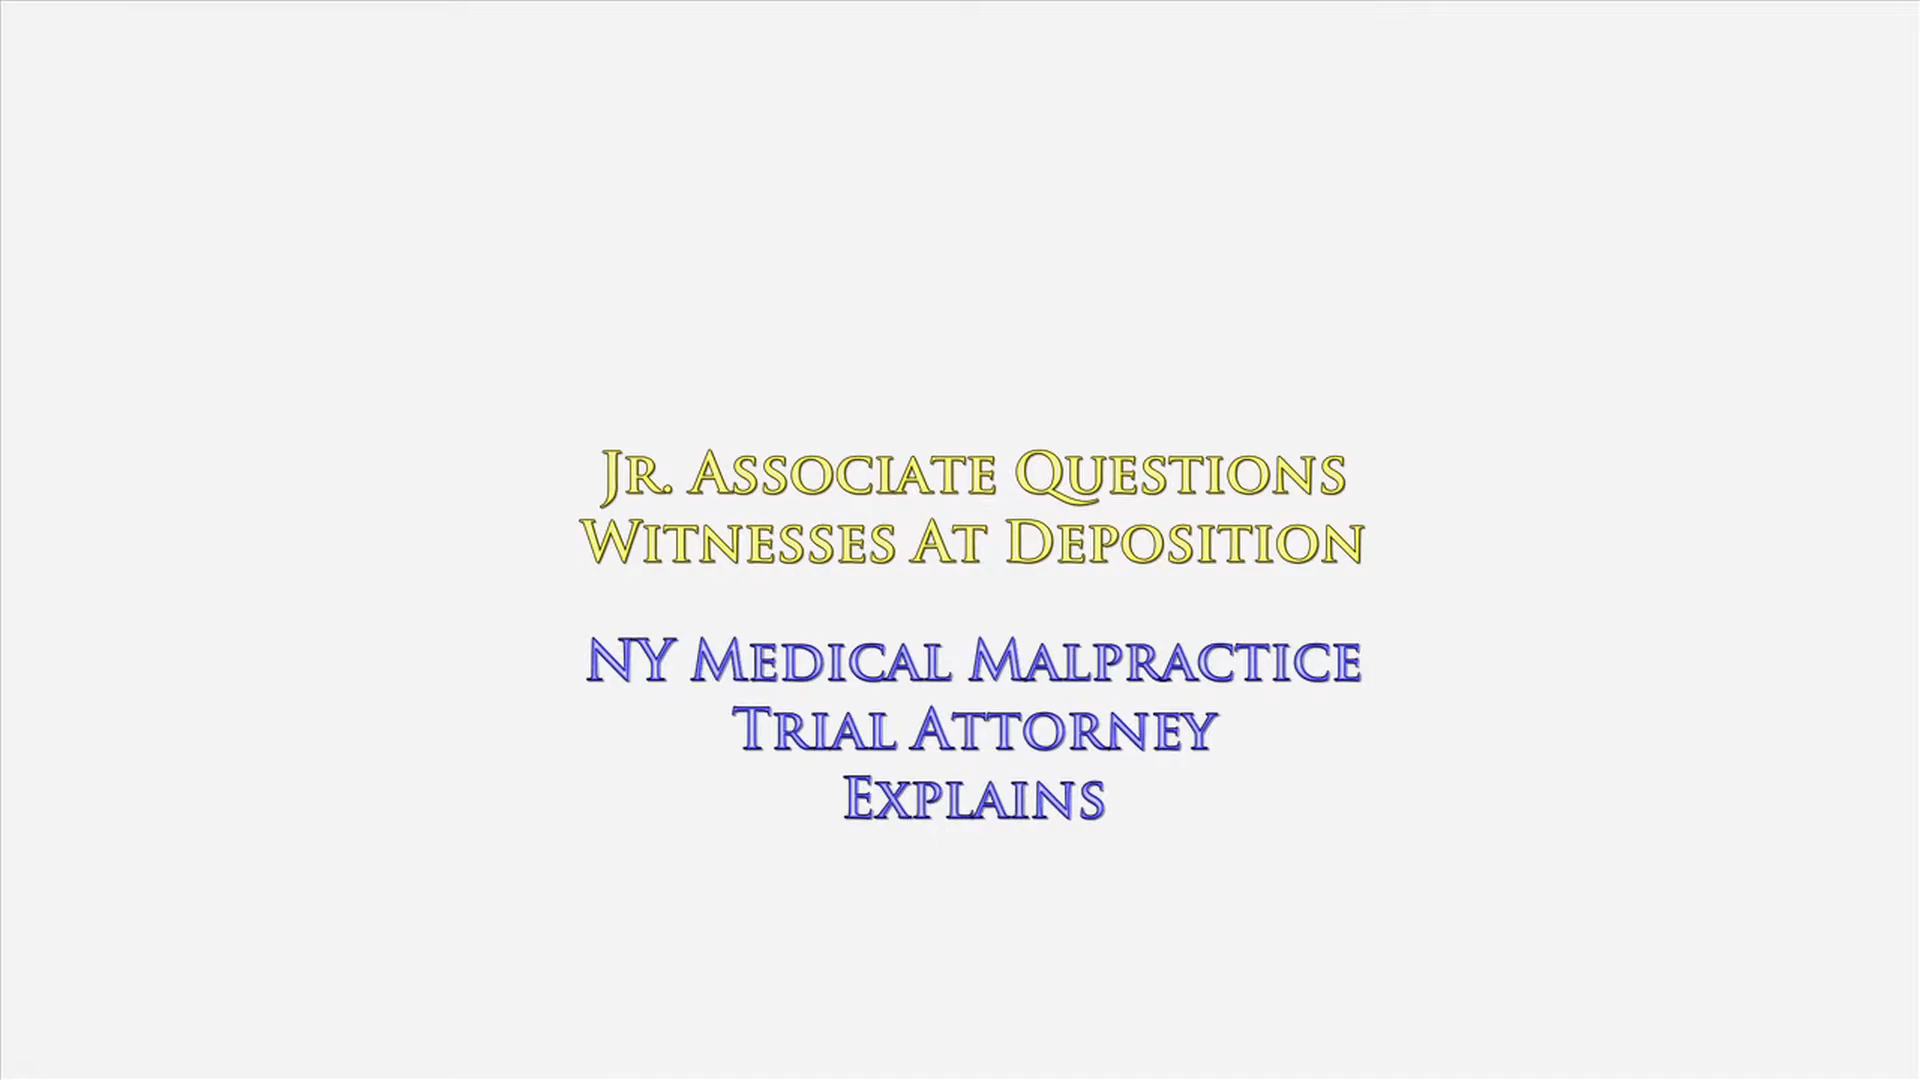 Jr. Associate Questions
Witnesses At Deposition
NY Medical Malpractice
Trial Attorney
Explains